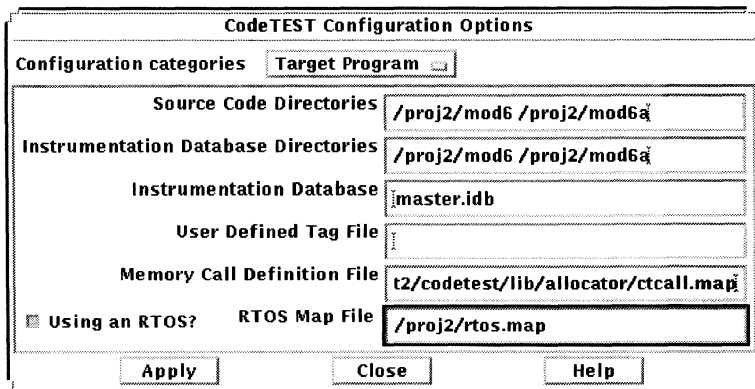 CodeTEST Configuration Options
Configuration categories Target Program
Source Code Directories /proj2/mod6 /proj2/mod6a
Instrumentation Database Directories /proj2/mod6 /proj2/mod6a
Instrumentation Database master.idb
User Defined Tag File
Memory Call Definition File t2/codetest/lib/allocator/ctcall.map
Using an RTOS? RTOS Map File /proj2/rtos.map
Apply Close Help